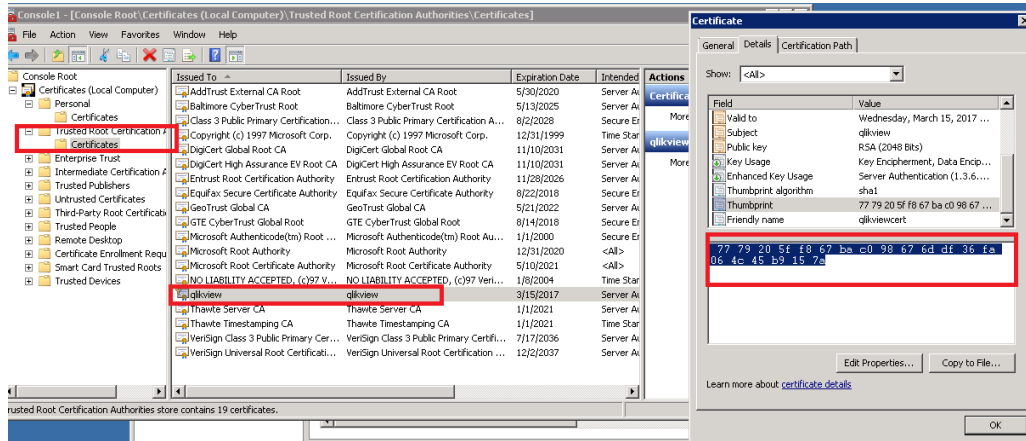 Console1 - [Console Root\Certificates (Local Computer)\Trusted Root Certification Authorities\Certificates]
File Action View Favorites Window Help
Console Root
Certificates (Local Computer)
Personal
Certificates
Trusted Root Certification A
Certificates
Enterprise Trust
Intermediate Certification A
Trusted Publishers
Untrusted Certificates
Third-Party Root Certificati
Trusted People
Remote Desktop
Certificate Enrollment Requ
Smart Card Trusted Roots
Trusted Devices
Issued To Issued By Expiration Date Intended
AddTrust External CA Root AddTrust External CA Root 5/30/2020 Server Au
Baltimore CyberTrust Root Baltimore CyberTrust Root 5/13/2025 Server Au
Class 3 Public Primary Certification... Class 3 Public Primary Certification A... 8/2/2028 Secure Em
Copyright (c) 1997 Microsoft Corp. Copyright (c) 1997 Microsoft Corp. 12/31/1999 Time Star
DigiCert Global Root CA DigiCert Global Root CA 11/10/2031 Server Au
DigiCert High Assurance EV Root CA DigiCert High Assurance EV Root CA 11/10/2031 Server Au
Entrust Root Certification Authority Entrust Root Certification Authority 11/28/2026 Server Au
Equifax Secure Certificate Authority Equifax Secure Certificate Authority 8/22/2018 Secure Em
GeoTrust Global CA GeoTrust Global CA 5/21/2022 Server Au
GTE CyberTrust Global Root GTE CyberTrust Global Root 8/14/2018 Secure Em
Microsoft Authenticode(tm) Root ... Microsoft Authenticode(tm) Root Au... 1/1/2000 Secure Em
Microsoft Root Authority Microsoft Root Authority 12/31/2020 <All>
Microsoft Root Certificate Authority Microsoft Root Certificate Authority 5/10/2021 <All>
NO LIABILITY ACCEPTED, (c)97 V... NO LIABILITY ACCEPTED, (c)97 Veri... 1/8/2004 Time Star
qlikview qlikview 3/15/2017 Server Au
Thawte Server CA Thawte Server CA 1/1/2021 Server Au
Thawte Timestamping CA Thawte Timestamping CA 1/1/2021 Time Star
VeriSign Class 3 Public Primary Cer... VeriSign Class 3 Public Primary Certifi... 7/17/2036 Server Au
VeriSign Universal Root Certificati... VeriSign Universal Root Certification ... 12/2/2037 Server Au
Actions
Certifica
More
qlikview
More
rusted Root Certification Authorities store contains 19 certificates.
Certificate
General Details Certification Path
Show: <All>
Field Value
Valid to Wednesday, March 15, 2017 ...
Subject qlikview
Public key RSA (2048 Bits)
Key Usage Key Encipherment, Data Encip...
Enhanced Key Usage Server Authentication (1.3.6....
Thumbprint algorithm sha1
Thumbprint 77 79 20 5f f8 67 ba c0 98 67 ...
Friendly name qlikviewcert
77 79 20 5f f8 67 ba c0 98 67 6d df 36 fa
06 4c 45 b9 15 7a
Edit Properties... Copy to File...
Learn more about certificate details
OK